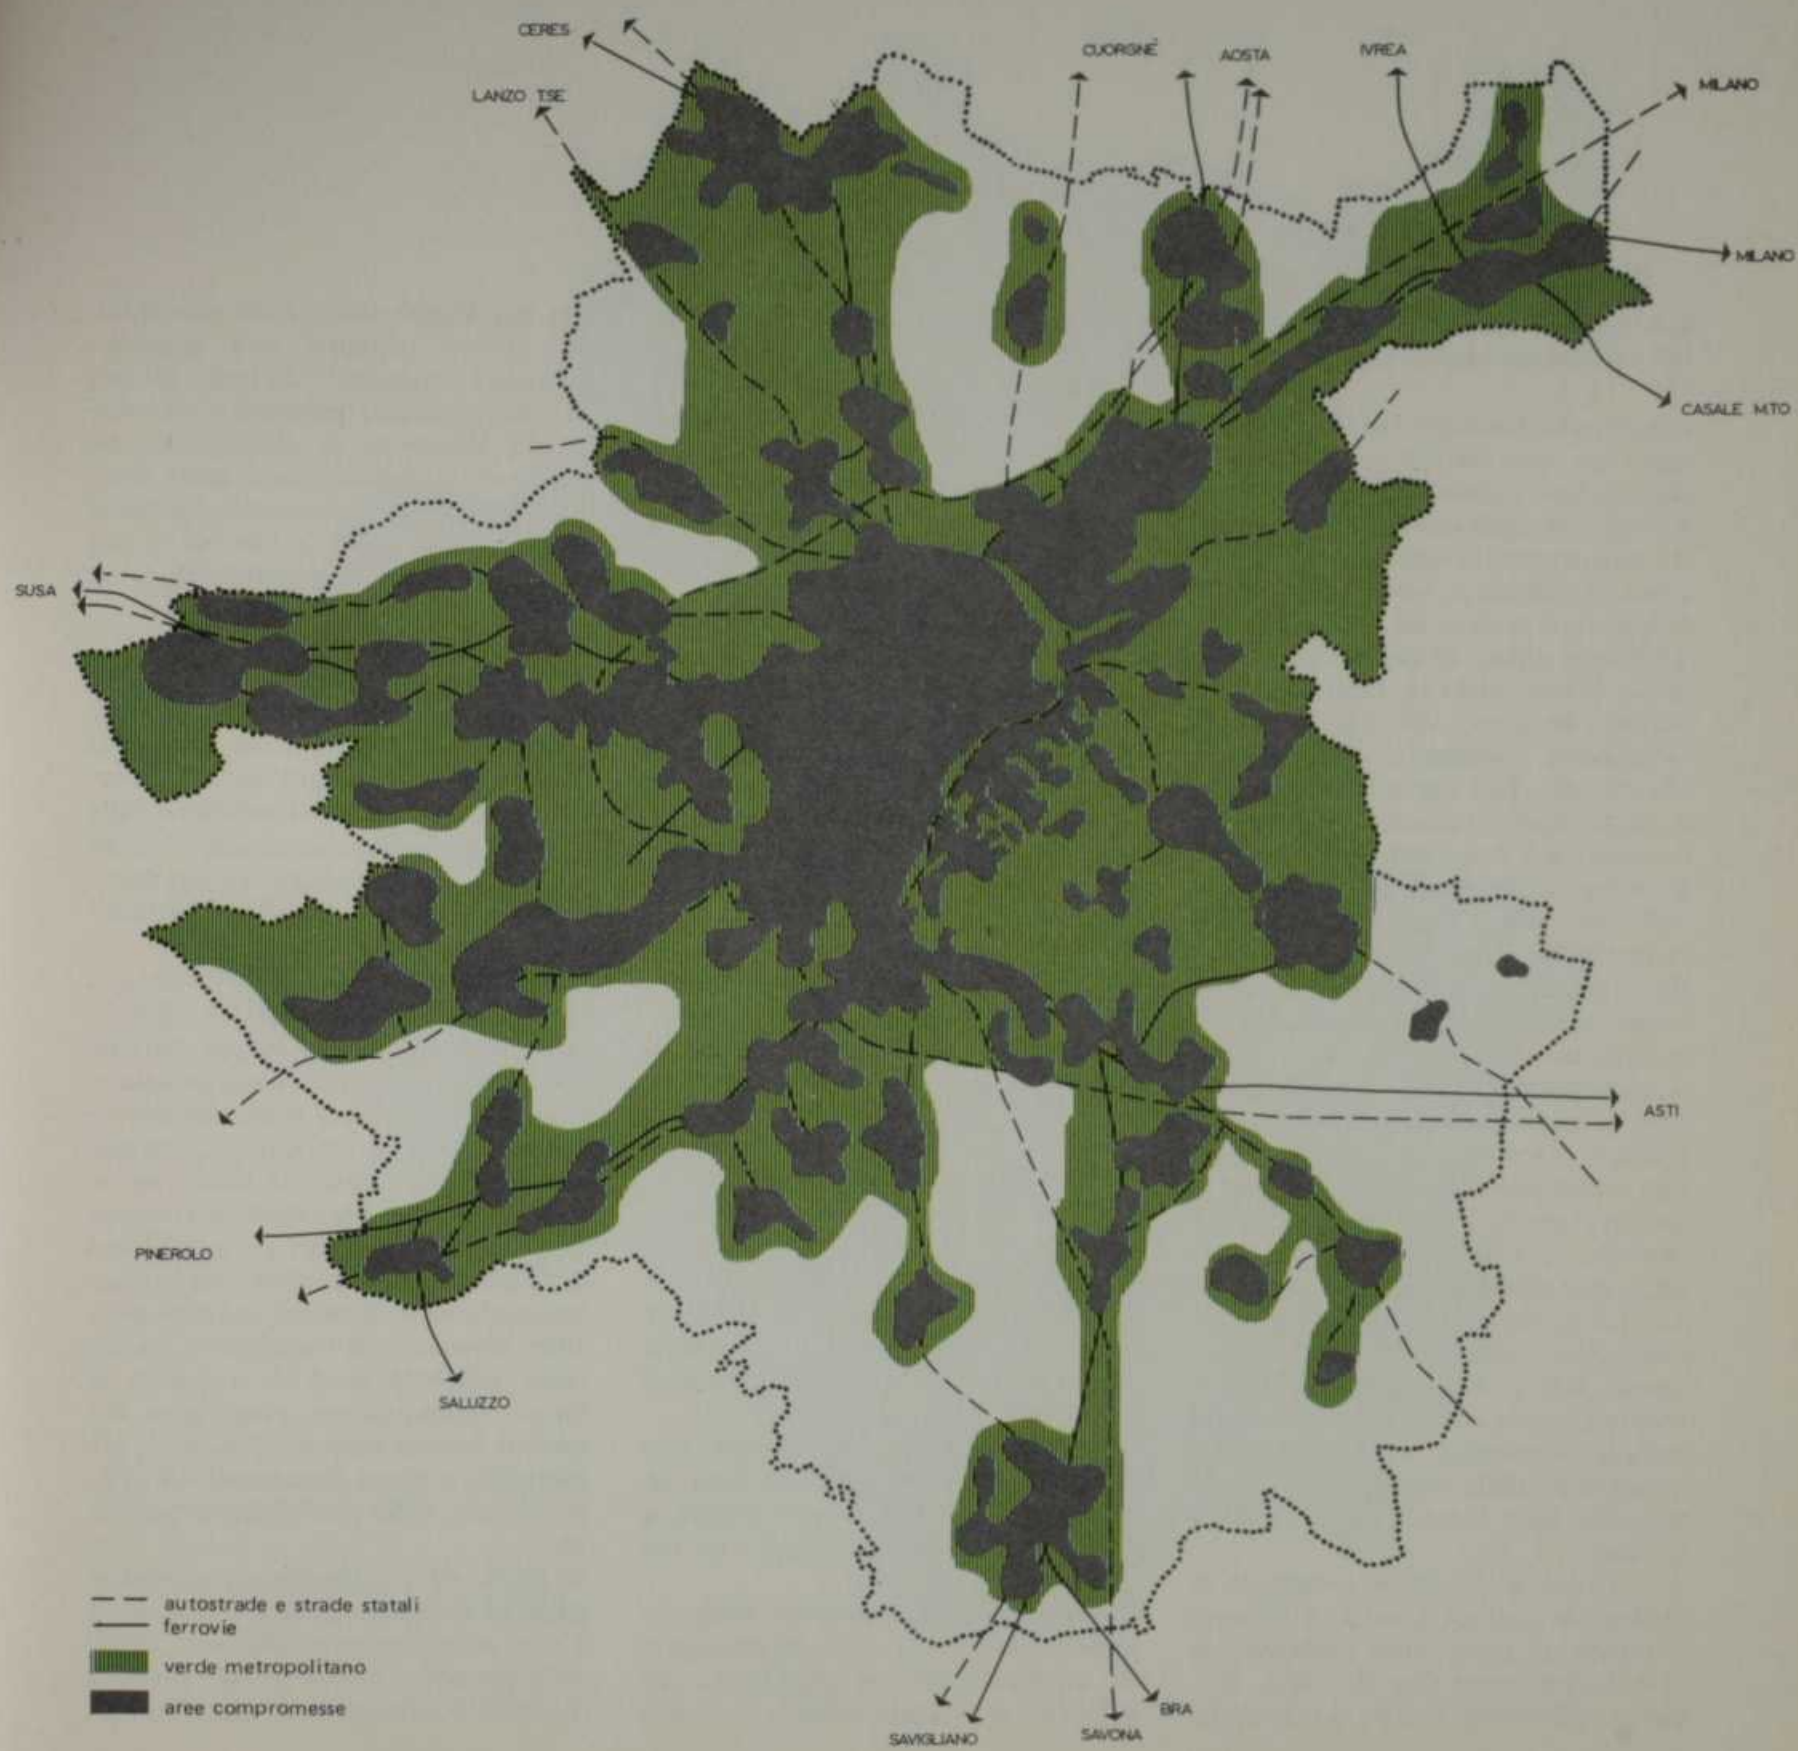 CERES
CUORGNÈ
AOSTA
IVREA
MILANO
LANZO T.SE
MILANO
CASALE M.TO
SUSA
ASTI
PINEROLO
SALUZZO
autostrade e strade statali
ferrovie
verde metropolitano
aree compromesse
BRA
SAVIGLIANO
SAVONA